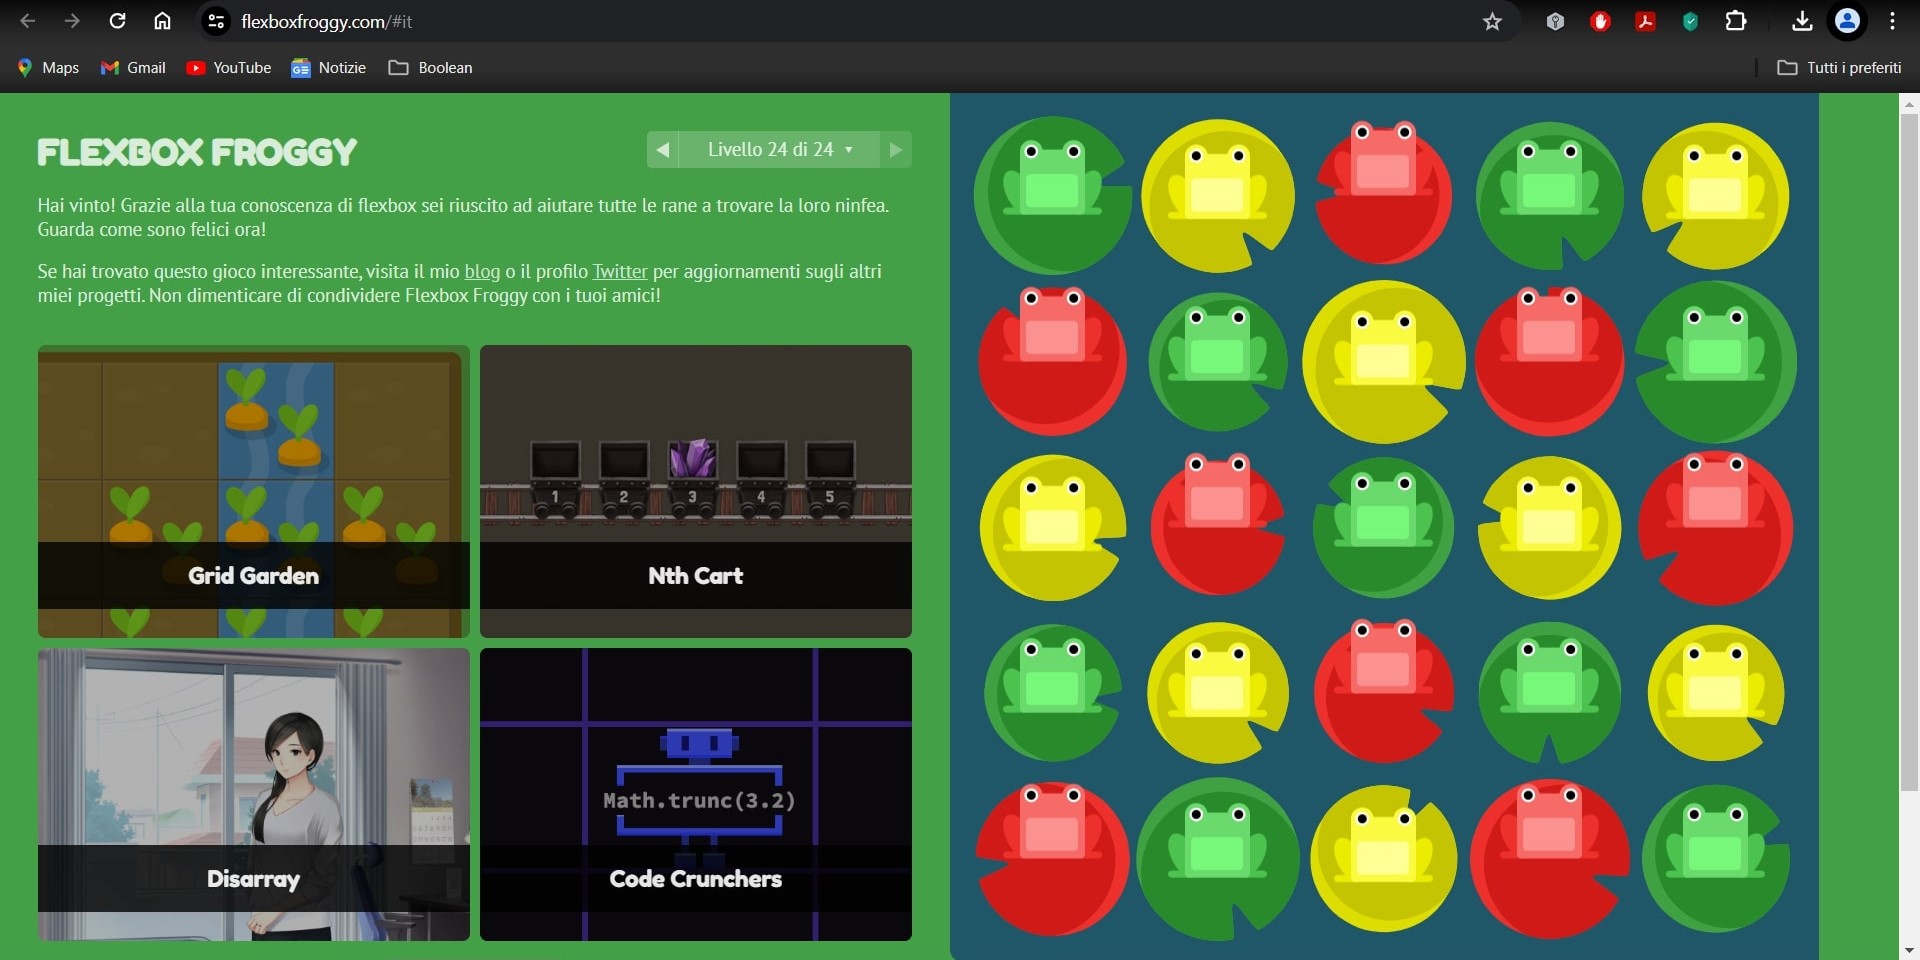 flexboxfroggy.com/#it
Maps
Gmail
YouTube
Notizie
Boolean
Tutti i preferiti
FLEXBOX FROGGY
Livello 24 di 24
Hai vinto! Grazie alla tua conoscenza di flexbox sei riuscito ad aiutare tutte le rane a trovare la loro ninfea.
Guarda come sono felici ora!
Se hai trovato questo gioco interessante, visita il mio blog o il profilo Twitter per aggiornamenti sugli altri
miei progetti. Non dimenticare di condividere Flexbox Froggy con i tuoi amici!
1 2 3 4 5
Grid Garden
Nth Cart
Math.trunc(3.2)
Disarray
Code Crunchers